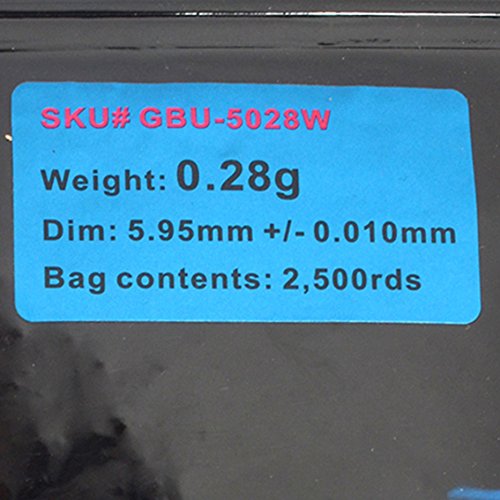 SKU# GBU-5028W
Weight: 0.28g
Dim: 5.95mm +/- 0.010mm
Bag contents: 2,500rds